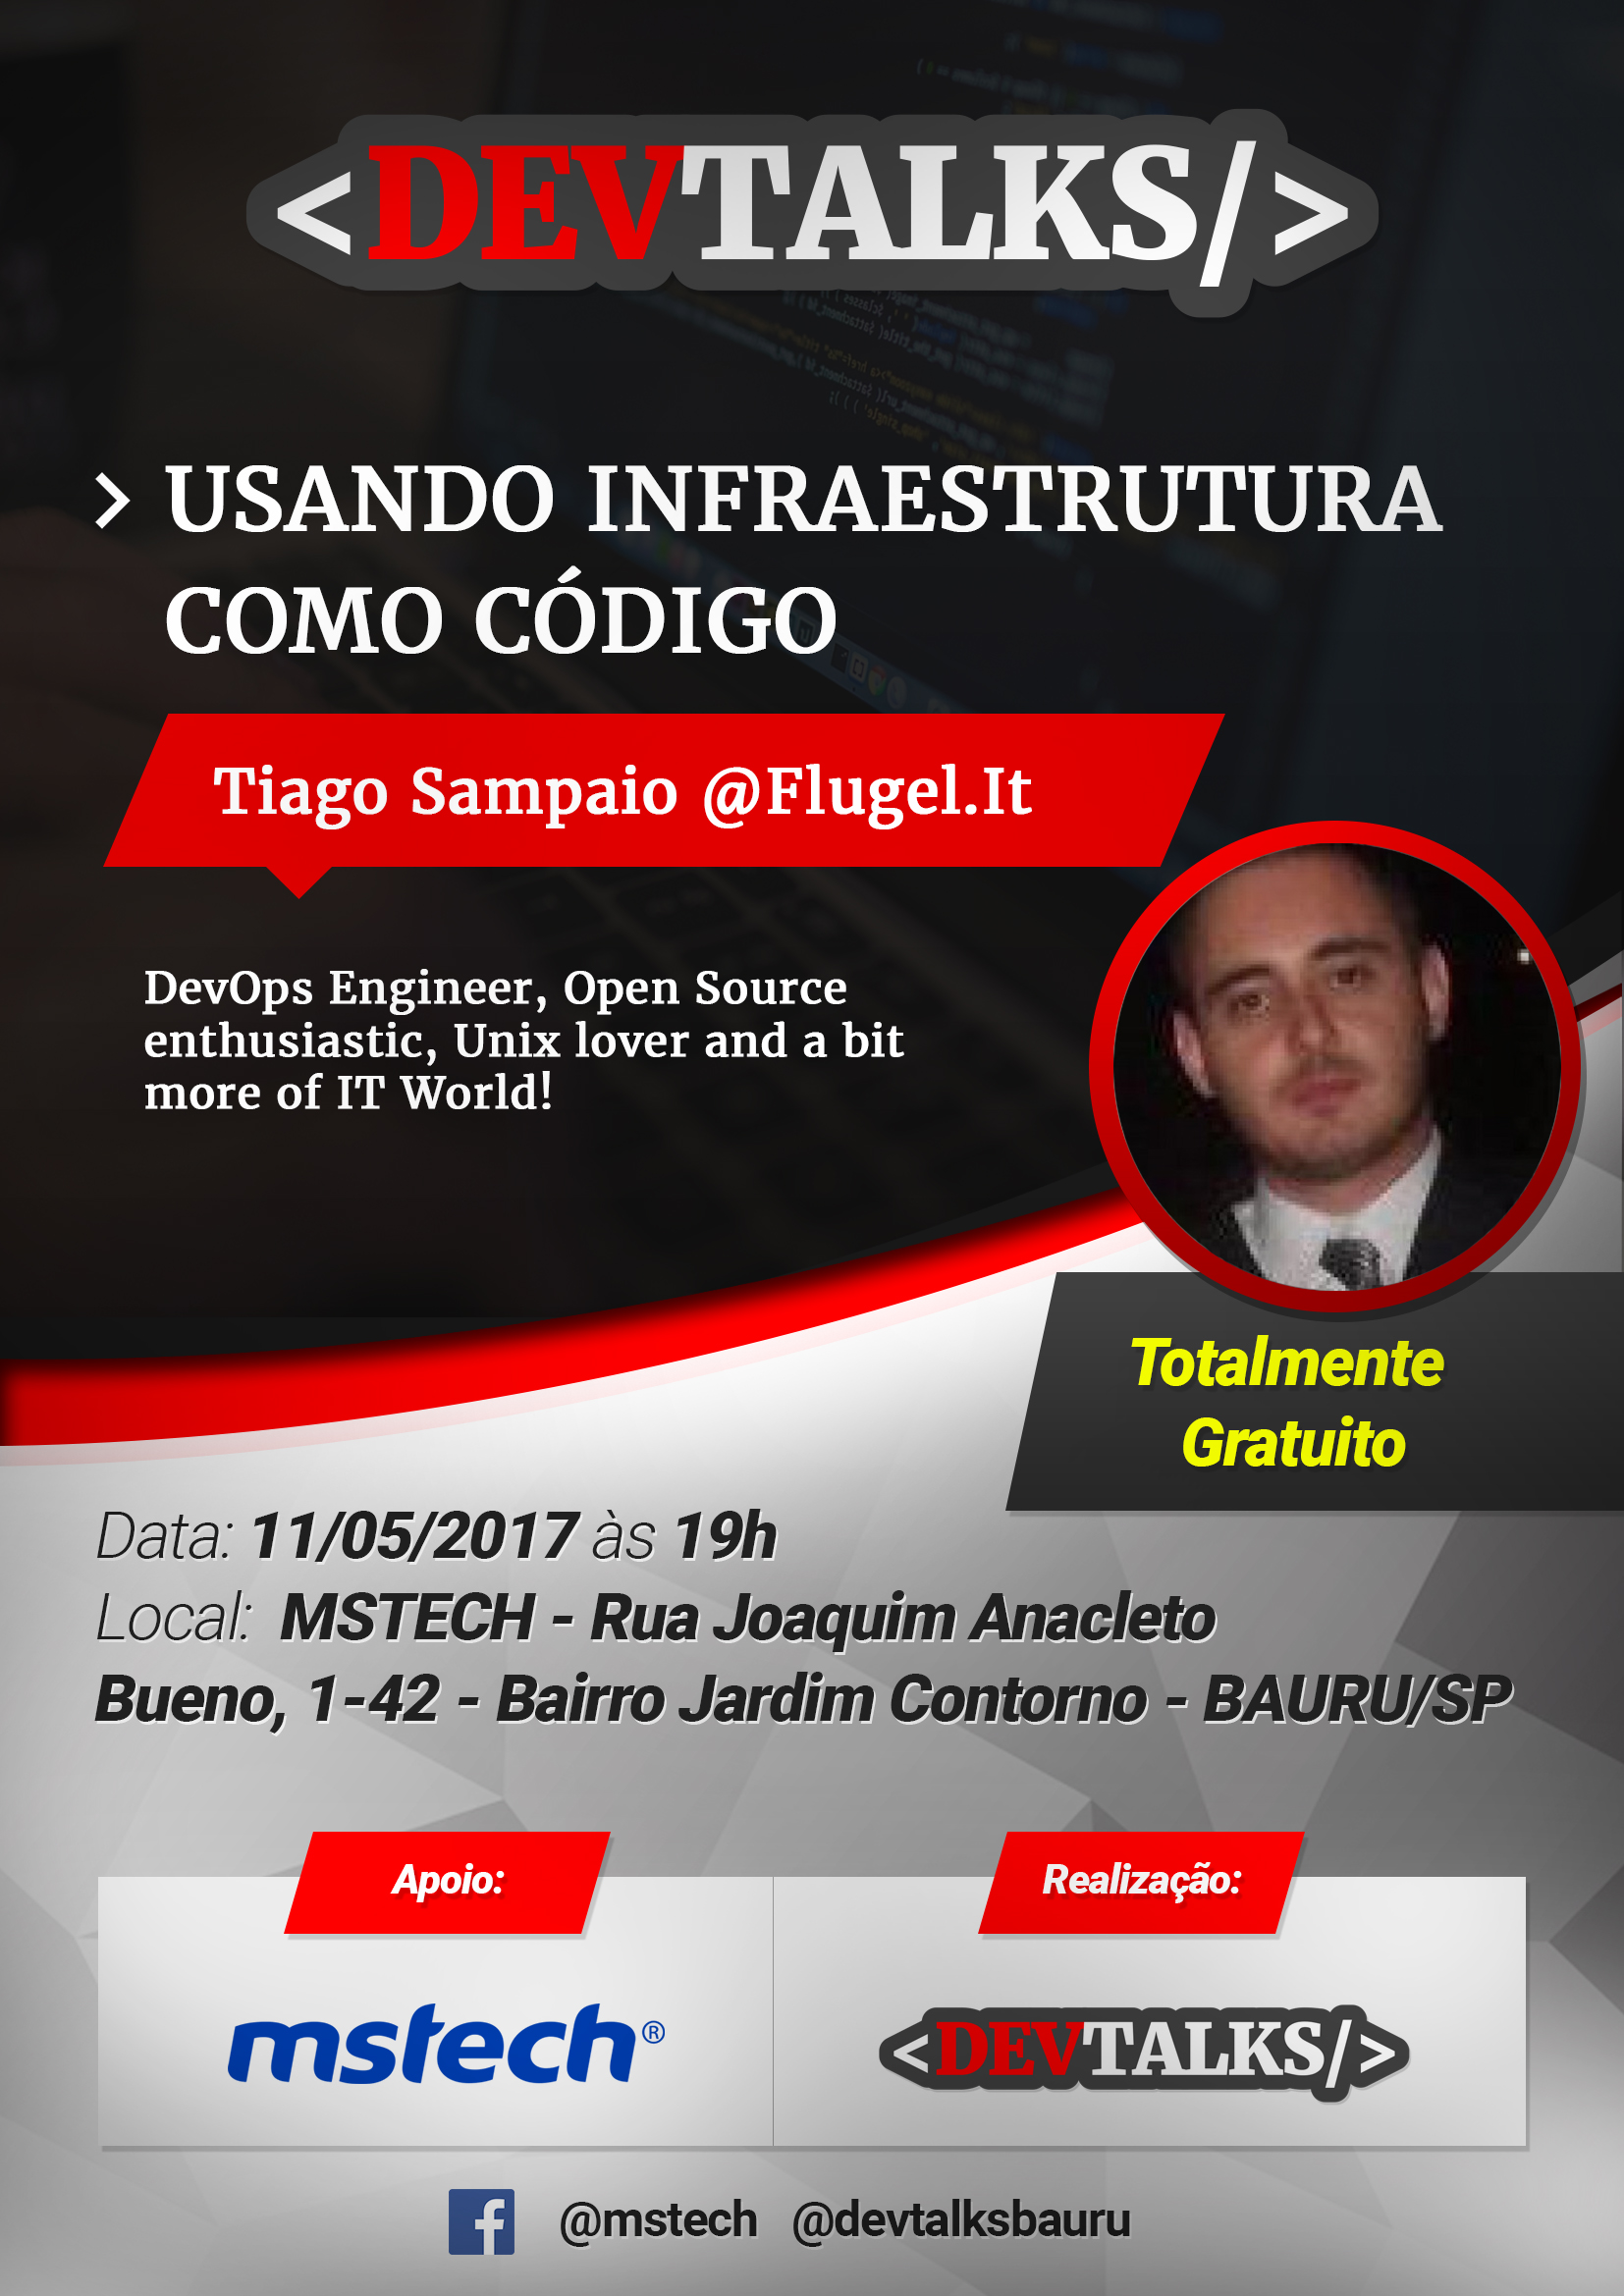 <DEVTALKS/>
USANDO INFRAESTRUTURA
COMO CÓDIGO
Tiago Sampaio @Flugel.It
DevOps Engineer, Open Source
enthusiastic, Unix lover and a bit
more of IT World!
Totalmente
Gratuito
Data: 11/05/2017 às 19h
Local: MSTECH - Rua Joaquim Anacleto
Bueno, 1-42 - Bairro Jardim Contorno - BAURU/SP
Apoio:
Realização:
mstech®
<DEVTALKS/>
@mstech @devtalksbauru